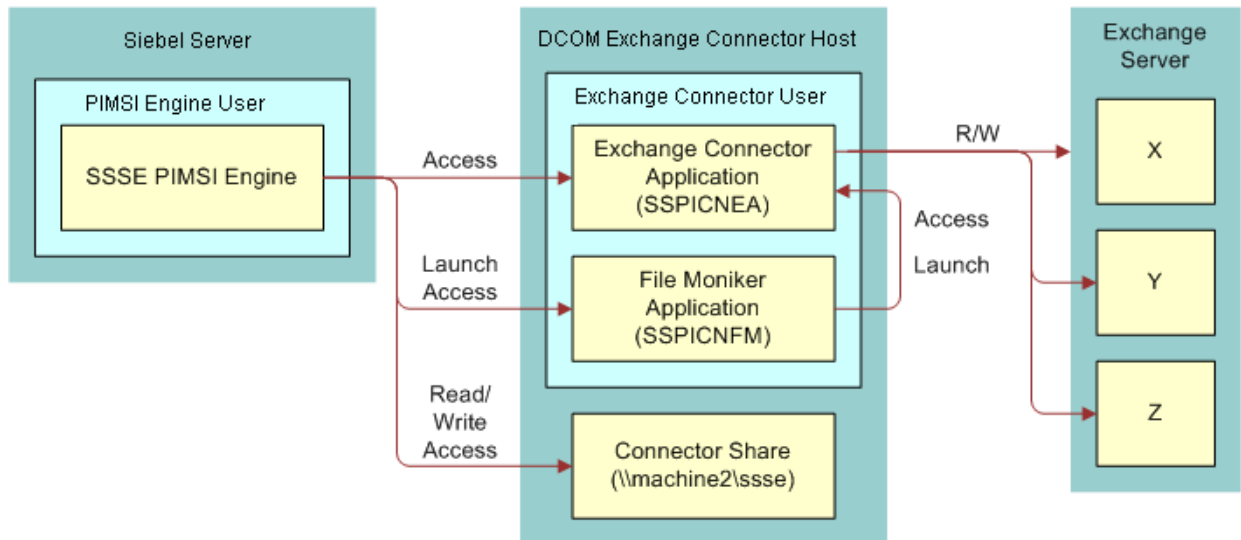 Siebel Server
PIMSI Engine User
SSSE PIMSI Engine
Access
Launch
Access
Read/
Write
Access
DCOM Exchange Connector Host
Exchange Connector User
Exchange Connector
Application
(SSPICNEA)
File Moniker
Application
(SSPICNFM)
Connector Share
(\\machine2\ssse)
R/W
Access
Launch
Exchange
Server
X
Y
Z